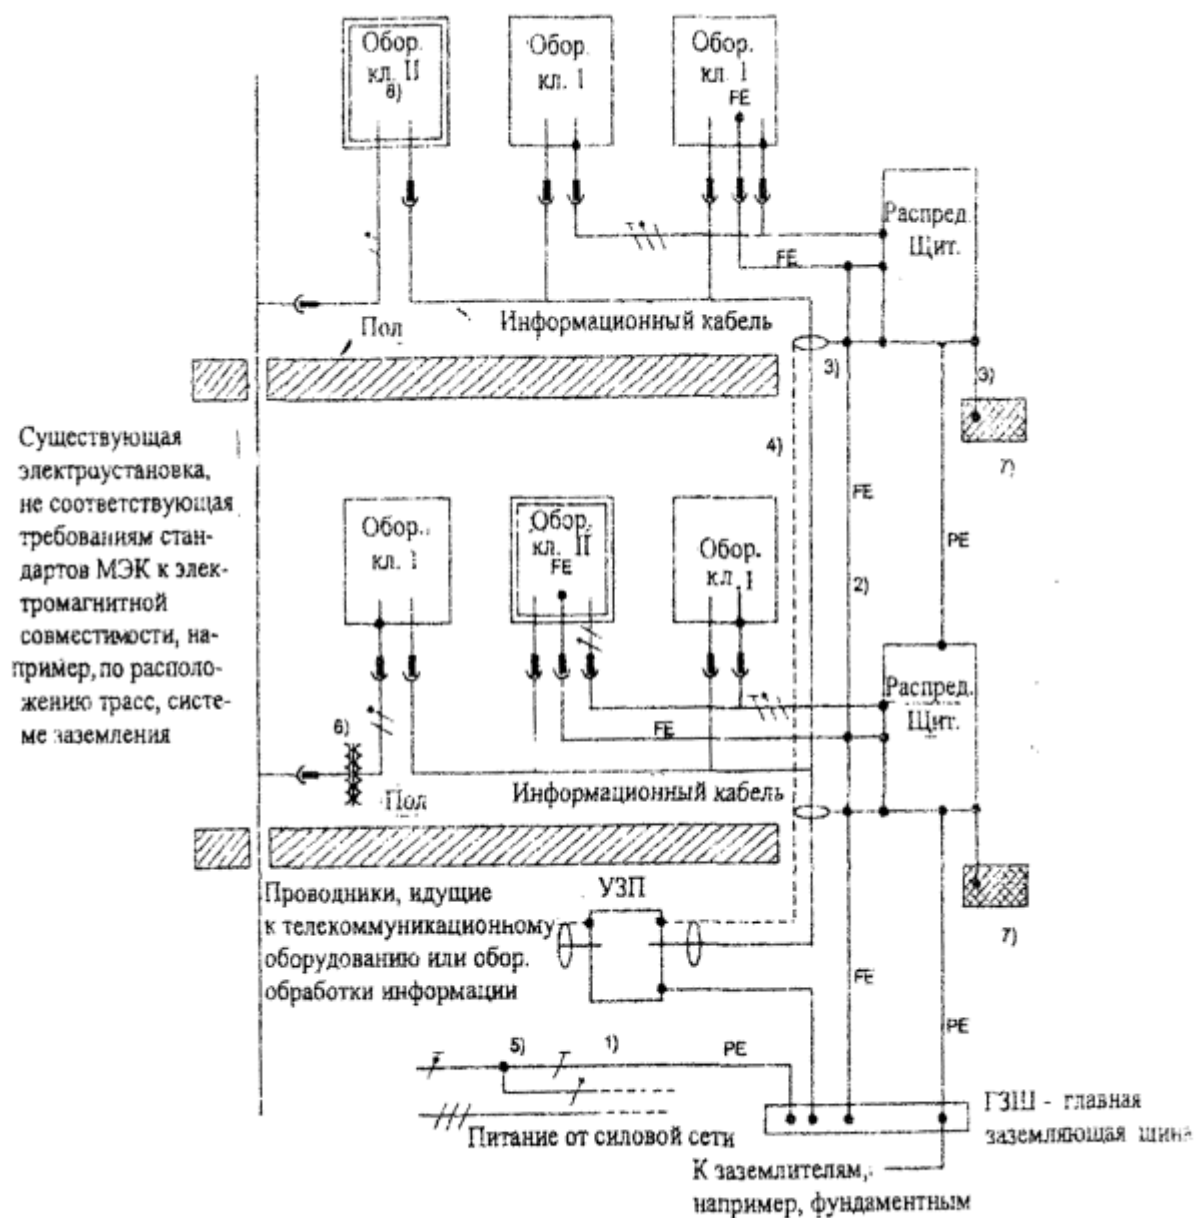 Обор.
кл. II
8)
Обор.
кл. I
Обор.
кл. I
FE
Распред.
Щит.
FE
Пол
Информационный кабель
3)
3)
4)
7)
Существующая
электроустановка,
не соответствующая
требованиям стан-
дартов МЭК к элек-
тромагнитной
совместимости, на-
пример, по располо-
жению трасс, систе-
ме заземления
FE
PE
2)
Обор.
кл. I
Обор.
кл. II
FE
Обор.
кл. I
Распред.
Щит.
FE
6)
Пол
Информационный кабель
7)
Проводники, идущие
к телекоммуникационному
оборудованию или обор.
обработки информации
УЗП
FE
PE
5)
1)
PE
Питание от силовой сети
ГЗШ - главная
заземляющая шина
К заземлителям,
например, фундаментным